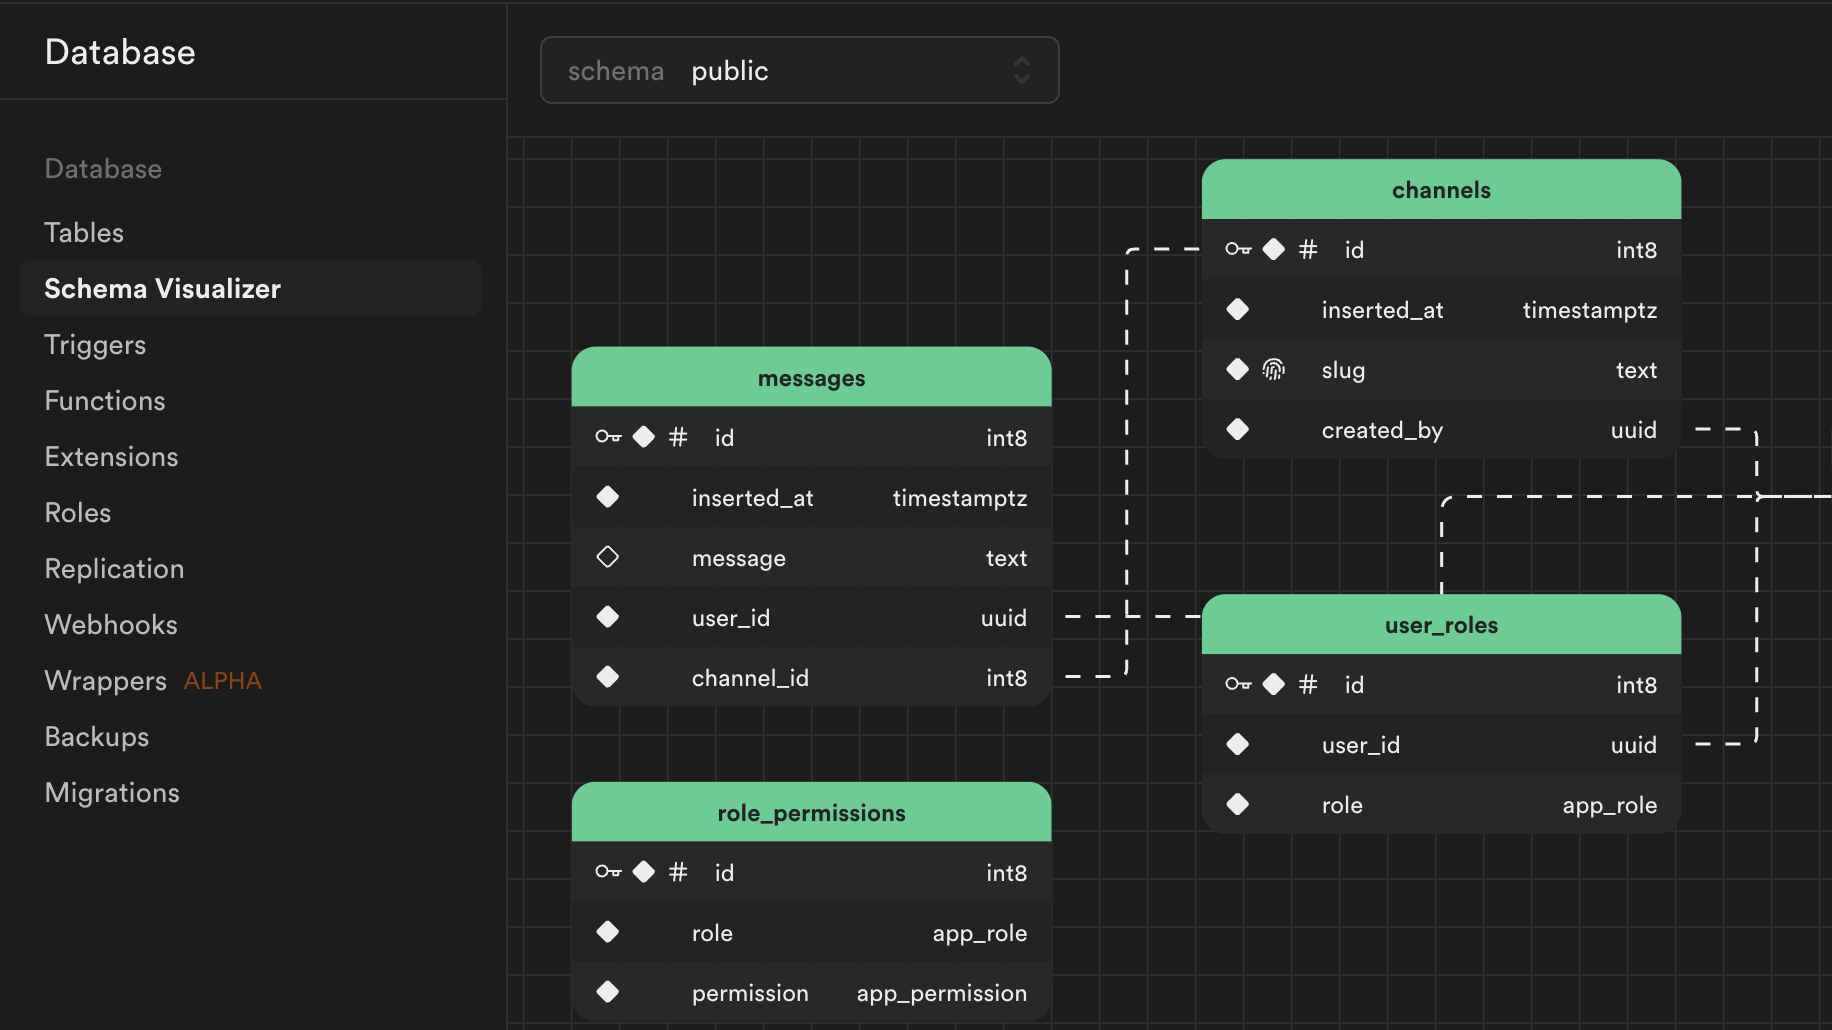 Database
schema public
Database
Tables
Schema Visualizer
Triggers
Functions
Extensions
Roles
Replication
Webhooks
Wrappers ALPHA
Backups
Migrations
messages
# id int8
inserted_at timestamptz
message text
user_id uuid
channel_id int8
role_permissions
# id int8
role app_role
permission app_permission
channels
# id int8
inserted_at timestamptz
slug text
created_by uuid
user_roles
# id int8
user_id uuid
role app_role